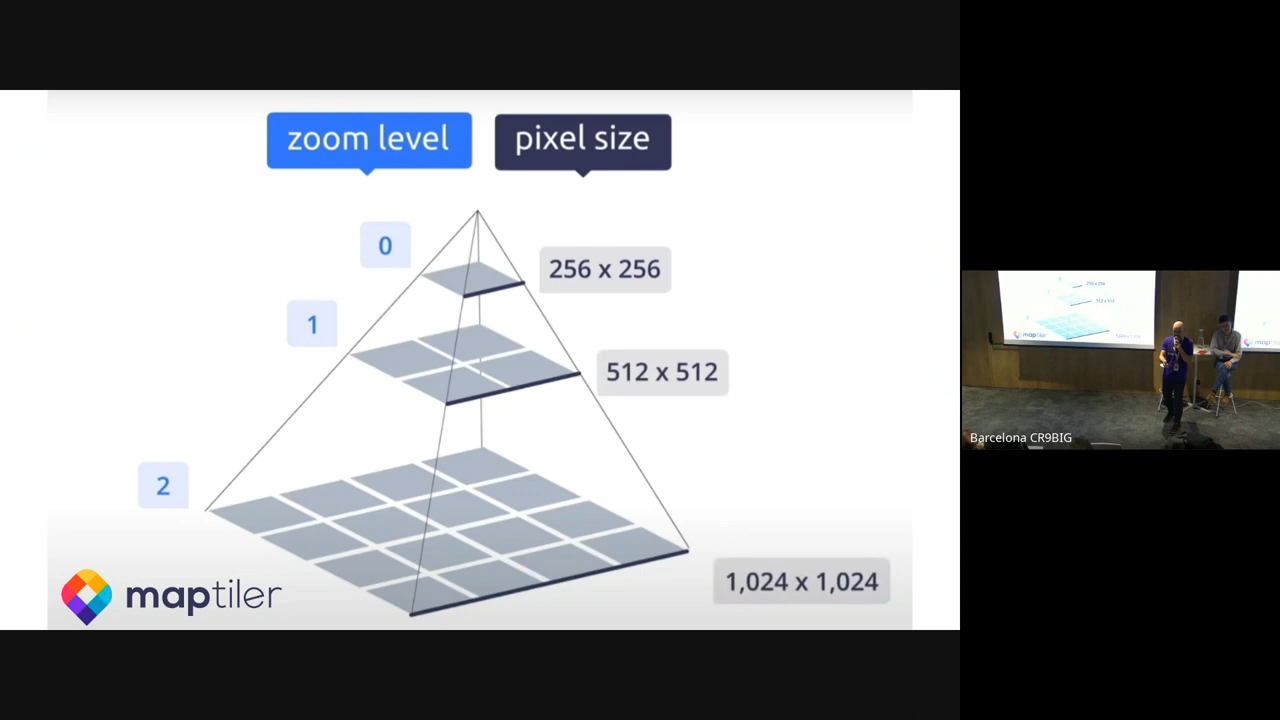 zoom level
pixel size
0
256 x 256
1
512 x 512
2
1,024 x 1,024
maptiler
Barcelona CR9BIG